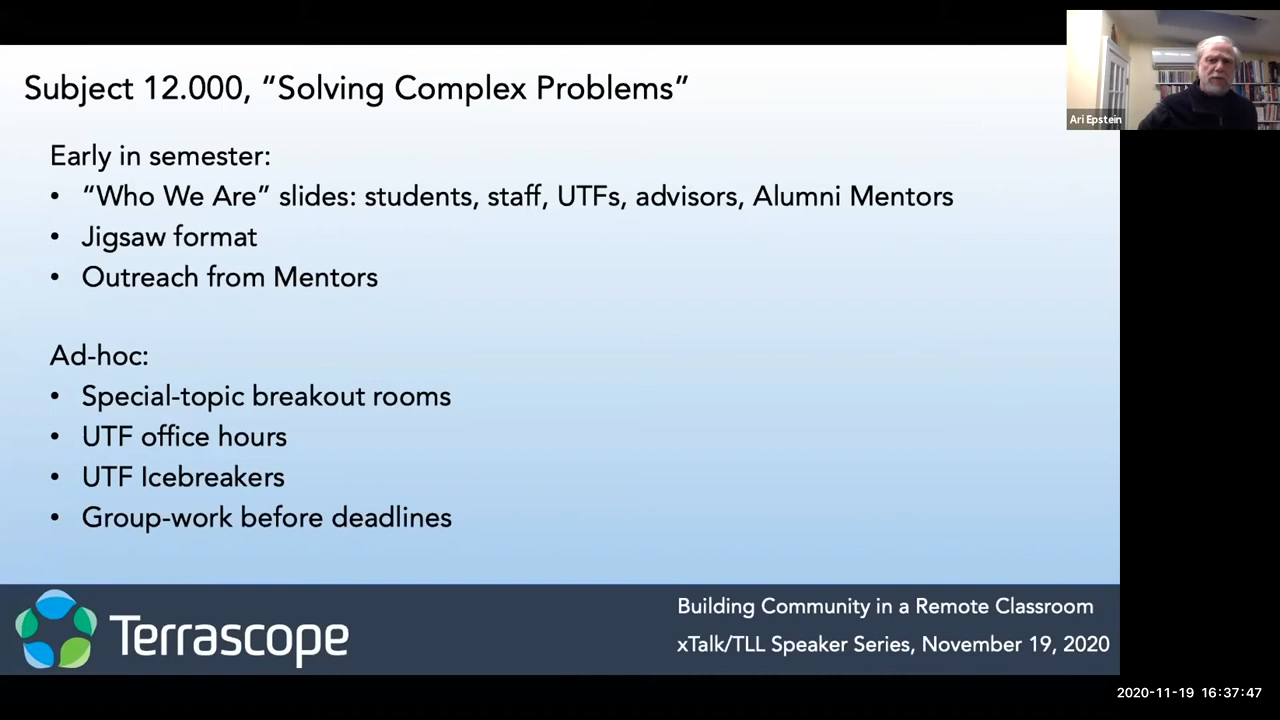 Subject 12.000, “Solving Complex Problems”
Early in semester:
• “Who We Are” slides: students, staff, UTFs, advisors, Alumni Mentors
• Jigsaw format
• Outreach from Mentors
Ad-hoc:
• Special-topic breakout rooms
• UTF office hours
• UTF Icebreakers
• Group-work before deadlines
Terrascope
Building Community in a Remote Classroom
xTalk/TLL Speaker Series, November 19, 2020
Ari Epstein
2020-11-19 16:37:47